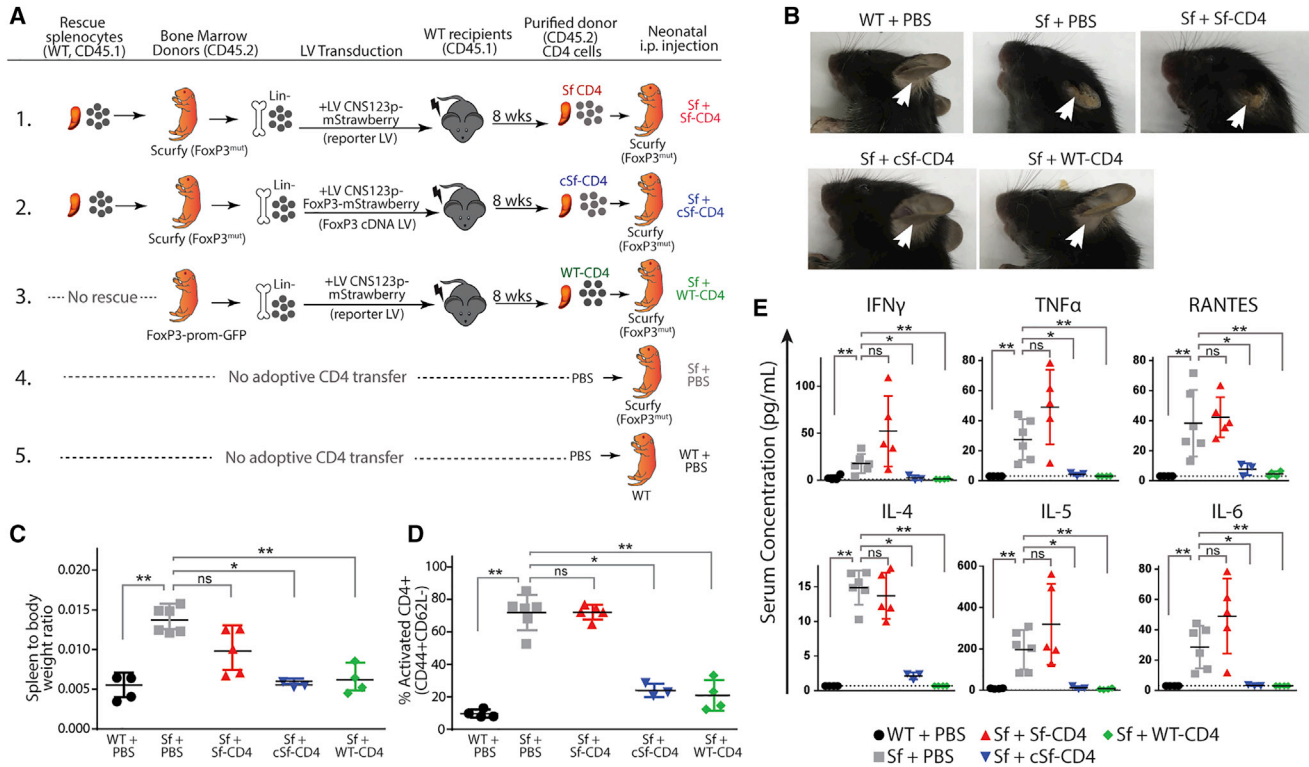 A
Rescue
splenocytes
(WT, CD45.1)
Bone Marrow
Donors (CD45.2)
LV Transduction
WT recipients
(CD45.1)
Purified donor
(CD45.2)
CD4 cells
Neonatal
i.p. injection
1.
Scurfy (FoxP3mut)
Lin-
+LV CNS123p-
mStrawberry
(reporter LV)
8 wks
Sf CD4
Scurfy
(FoxP3mut)
Sf +
Sf-CD4
2.
Scurfy (FoxP3mut)
Lin-
+LV CNS123p-
FoxP3-mStrawberry
(FoxP3 cDNA LV)
8 wks
cSf-CD4
Scurfy
(FoxP3mut)
Sf +
cSf-CD4
3.
No rescue
FoxP3-prom-GFP
Lin-
+LV CNS123p-
mStrawberry
(reporter LV)
8 wks
WT-CD4
Scurfy
(FoxP3mut)
Sf +
WT-CD4
4.
No adoptive CD4 transfer
PBS
Scurfy
(FoxP3mut)
Sf +
PBS
5.
No adoptive CD4 transfer
PBS
WT
WT +
PBS
B
WT + PBS
Sf + PBS
Sf + Sf-CD4
Sf + cSf-CD4
Sf + WT-CD4
C
Spleen to body
weight ratio
0.020
0.015
0.010
0.005
0.000
**
ns
*
**
WT +
PBS
Sf +
PBS
Sf +
Sf-CD4
Sf +
cSf-CD4
Sf +
WT-CD4
D
% Activated CD4+
(CD44+CD62L-)
100
80
60
40
20
0
**
ns
*
**
WT +
PBS
Sf +
PBS
Sf +
Sf-CD4
Sf +
cSf-CD4
Sf +
WT-CD4
E
Serum Concentration (pg/mL)
IFNγ
100
50
0
**
ns
*
**
TNFα
80
60
40
20
0
**
ns
*
**
RANTES
80
60
40
20
0
**
ns
*
**
IL-4
15
10
5
0
**
ns
*
**
IL-5
600
400
200
0
**
ns
*
**
IL-6
80
60
40
20
0
**
ns
*
**
WT + PBS
Sf + Sf-CD4
Sf + WT-CD4
Sf + PBS
Sf + cSf-CD4